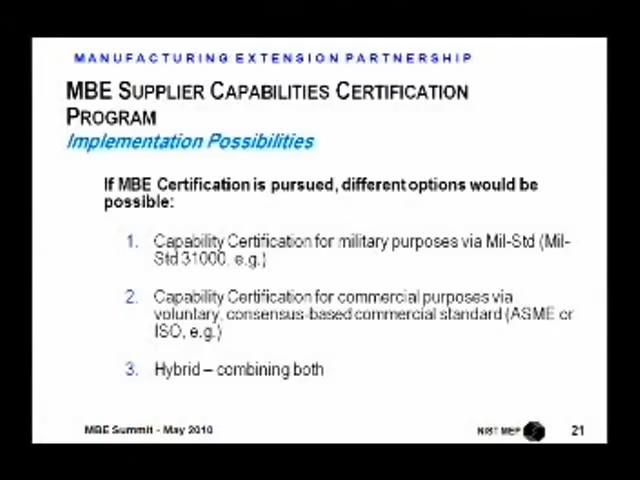 MANUFACTURING EXTENSION PARTNERSHIP
MBE SUPPLIER CAPABILITIES CERTIFICATION
PROGRAM
Implementation Possibilities
If MBE Certification is pursued, different options would be
possible:
1. Capability Certification for military purposes via Mil-Std (Mil-
Std 31000, e.g.)
2. Capability Certification for commercial purposes via
voluntary, consensus-based commercial standard (ASME or
ISO, e.g.)
3. Hybrid – combining both
MBE Summit - May 2010
NIST MEP
21